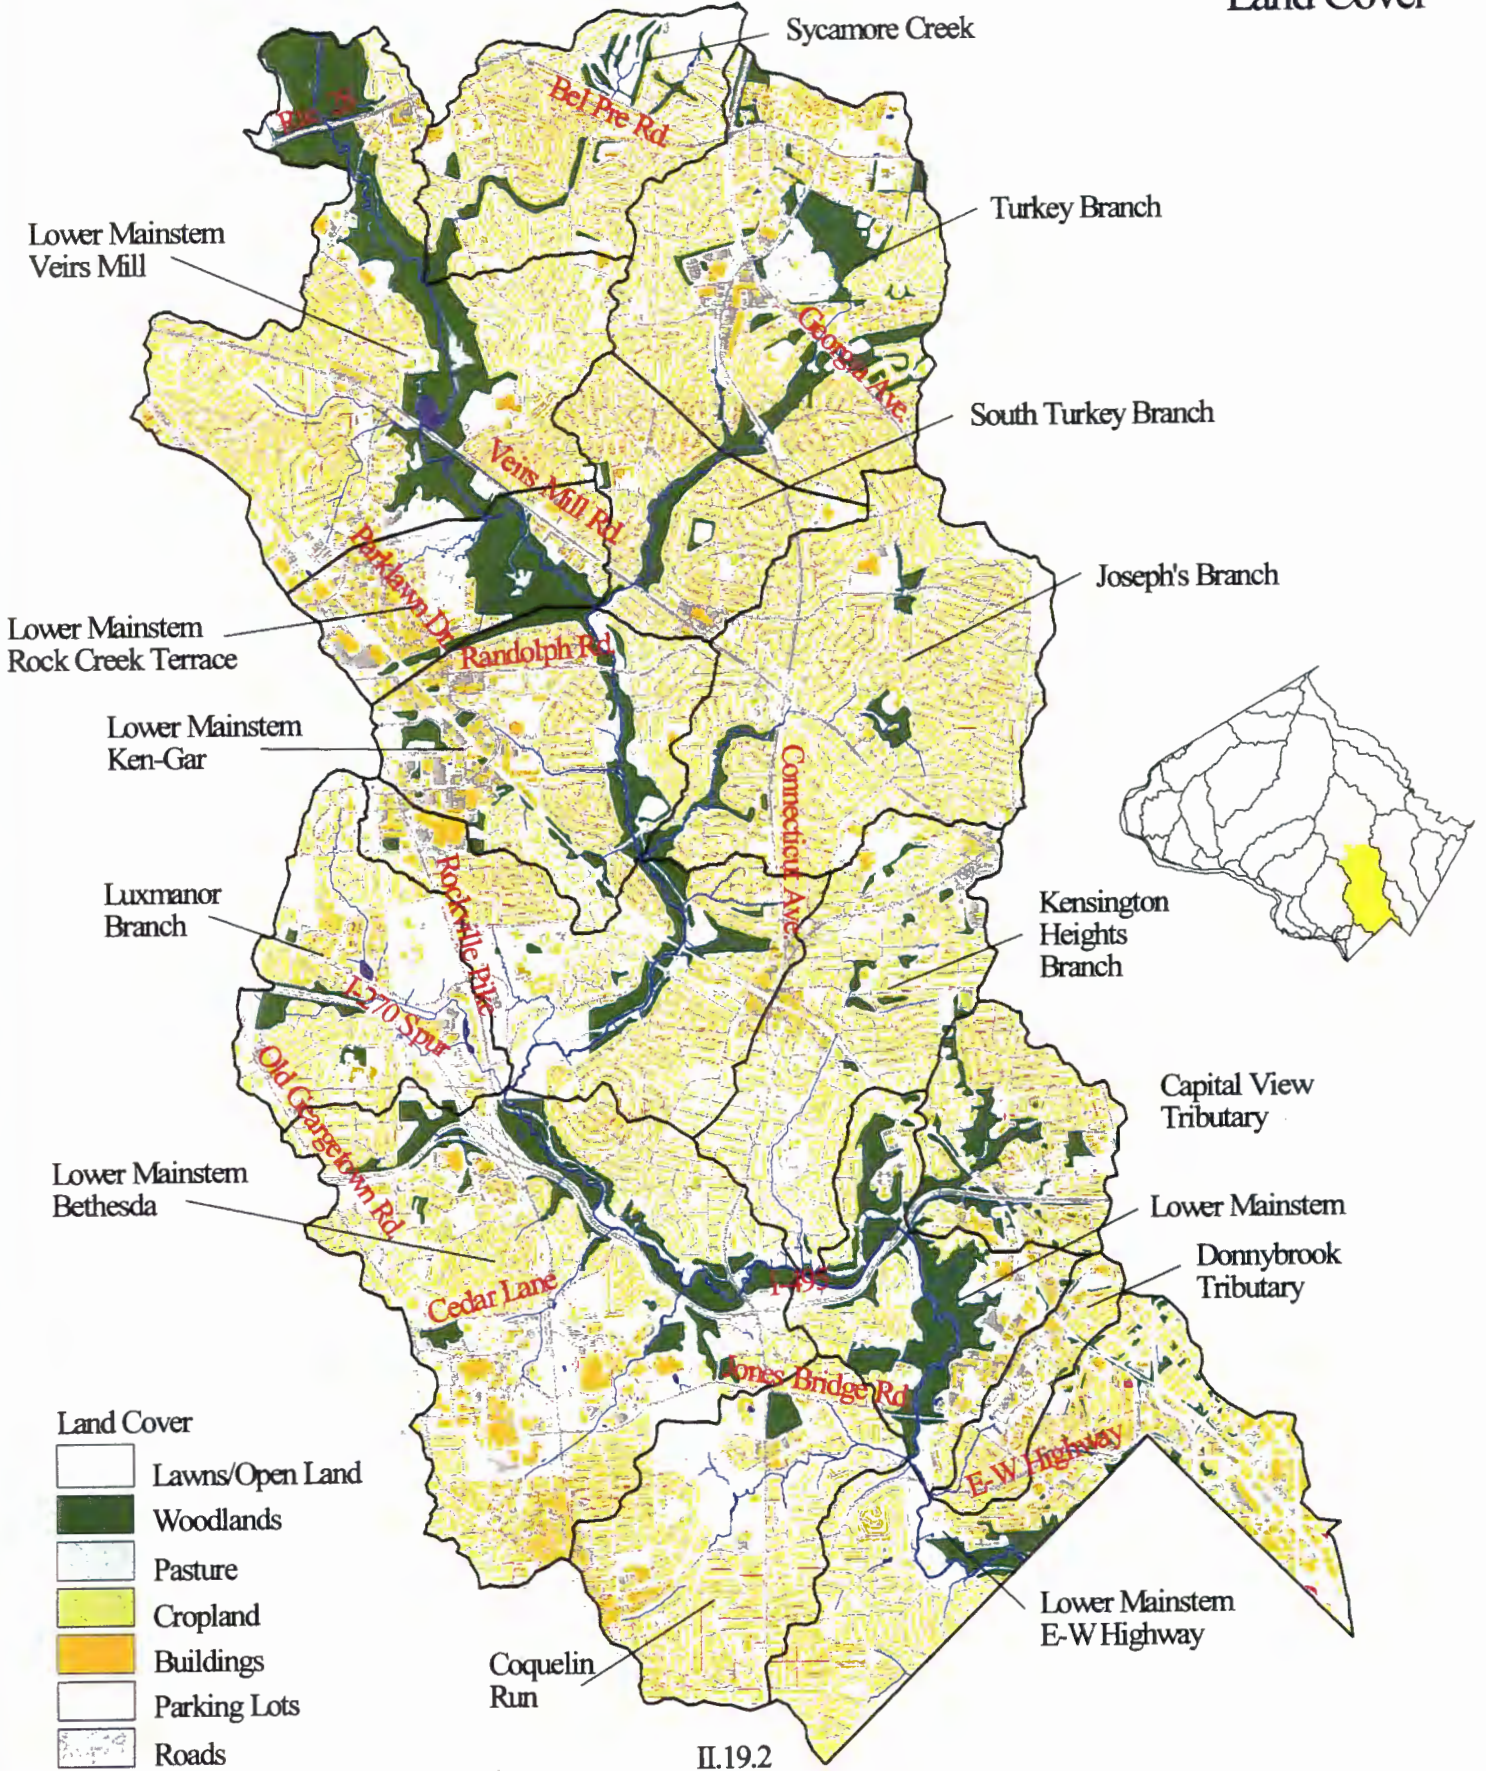 Land Cover
Sycamore Creek
Bel Pre Rd.
Turkey Branch
Lower Mainstem
Veirs Mill
Georgia Ave.
South Turkey Branch
Veirs Mill Rd.
Parklawn Dr.
Joseph's Branch
Lower Mainstem
Rock Creek Terrace
Randolph Rd.
Lower Mainstem
Ken-Gar
Connecticut Ave.
Rockville Pike
Luxmanor
Branch
Kensington
Heights
Branch
I-270 Spur
Old Geargetown Rd.
Capital View
Tributary
Lower Mainstem
Bethesda
Lower Mainstem
Donnybrook
Tributary
I-495
Cedar Lane
Jones Bridge Rd
E-W Highway
Land Cover
Lawns/Open Land
Woodlands
Pasture
Cropland
Buildings
Parking Lots
Roads
Coquelin
Run
Lower Mainstem
E-W Highway
II.19.2